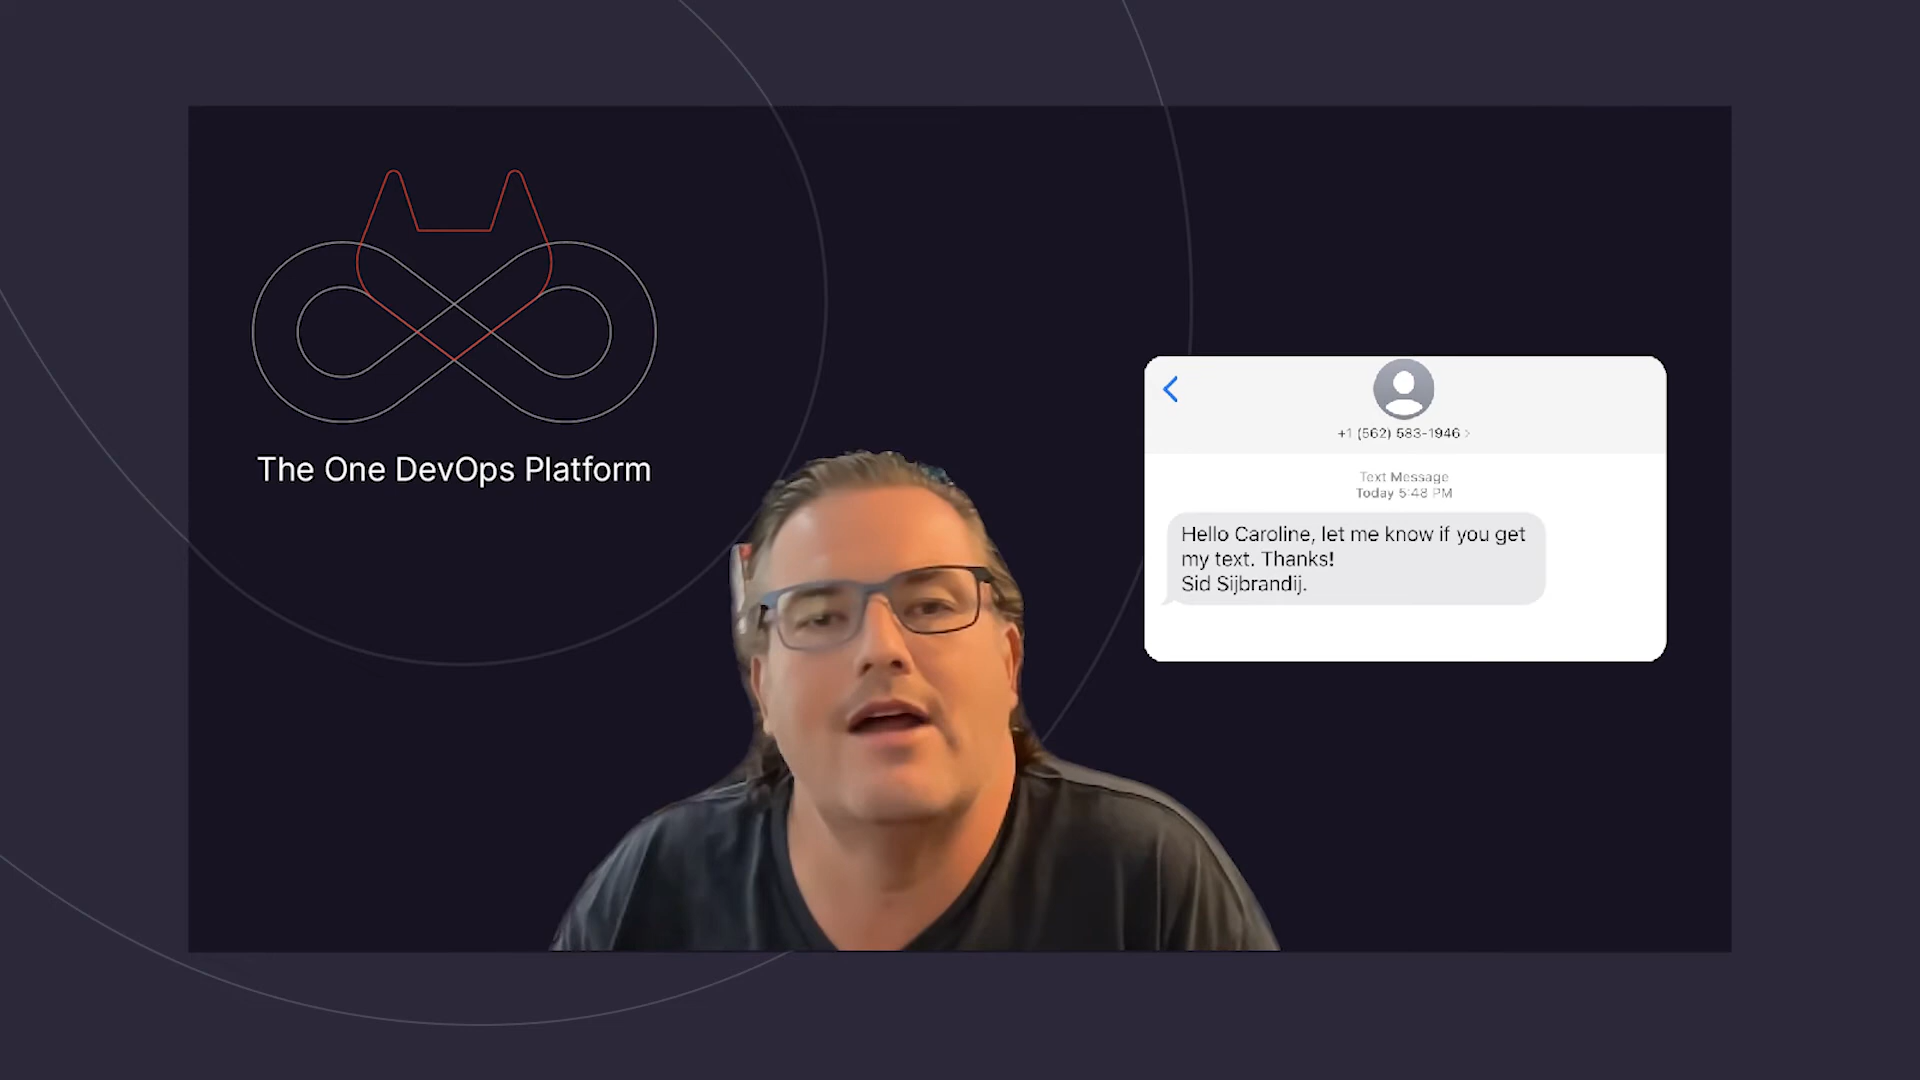 The One DevOps Platform
+1 (562) 583-1946
Text Message
Today 5:48 PM
Hello Caroline, let me know if you get
my text. Thanks!
Sid Sijbrandij.